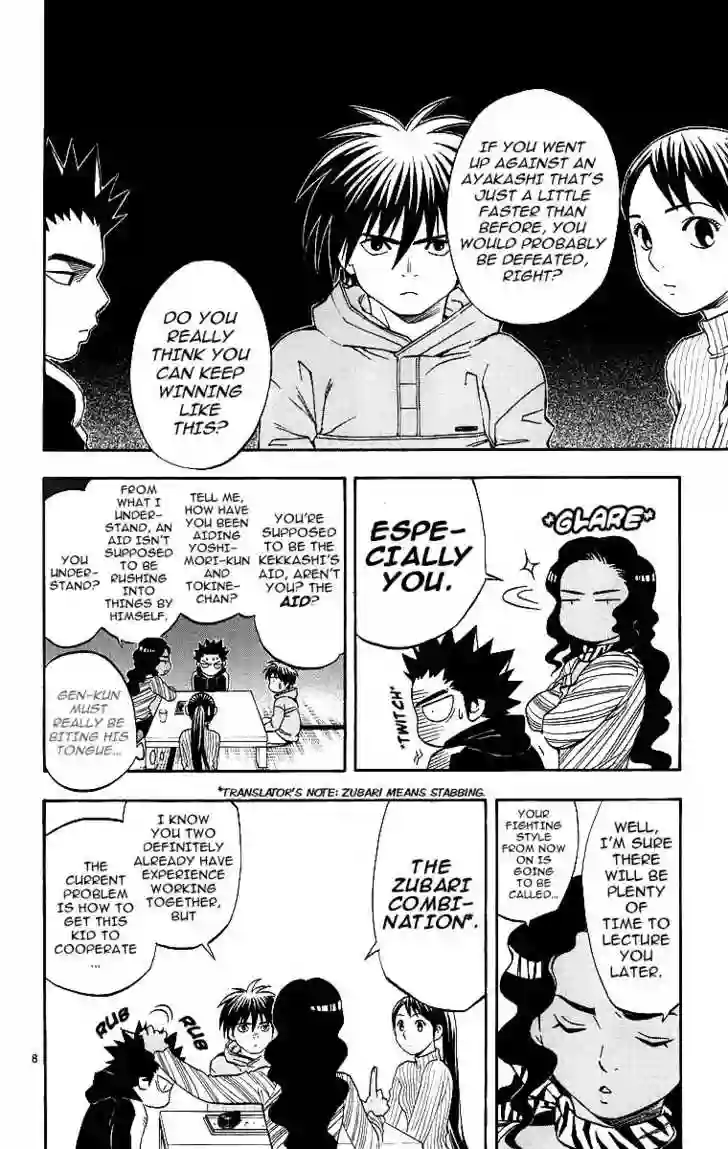 IF YOU WENT
UP AGAINST AN
AYAKASHI THAT'S
JUST A LITTLE
FASTER THAN
BEFORE, YOU
WOULD PROBABLY
BE DEFEATED,
RIGHT?
DO YOU
REALLY
THINK YOU
CAN KEEP
WINNING
LIKE
THIS?
*GLARE*
ESPE-
CIALLY
YOU.
*TWITCH*
YOU'RE
SUPPOSED
TO BE THE
KEKKASHI'S
AID, AREN'T
YOU? THE
AID?
TELL ME,
HOW HAVE
YOU BEEN
AIDING
YOSHI-
MORI-KUN
AND
TOKINE-
CHAN?
FROM
WHAT I
UNDER-
STAND, AN
AID ISN'T
SUPPOSED
TO BE
RUSHING
INTO
THINGS BY
HIMSELF.
YOU
UNDER-
STAND?
GEN-KUN
MUST
REALLY BE
BITING HIS
TONGUE...
*TRANSLATOR'S NOTE: ZUBARI MEANS STABBING.
WELL,
I'M SURE
THERE
WILL BE
PLENTY
OF
TIME TO
LECTURE
YOU
LATER.
YOUR
FIGHTING
STYLE
FROM NOW
ON IS
GOING
TO BE
CALLED...
THE
ZUBARI
COMBI-
NATION*.
I KNOW
YOU TWO
DEFINITELY
ALREADY HAVE
EXPERIENCE
WORKING
TOGETHER,
BUT
THE
CURRENT
PROBLEM
IS HOW TO
GET THIS
KID TO
COOPERATE
...
RUB
RUB
8